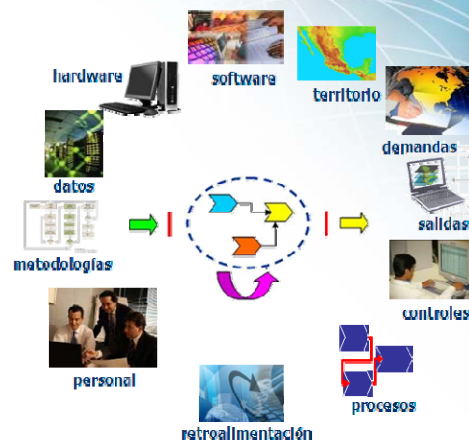 hardware
software
territorio
demandas
datos
salidas
metodologías
controles
personal
procesos
retroalimentación